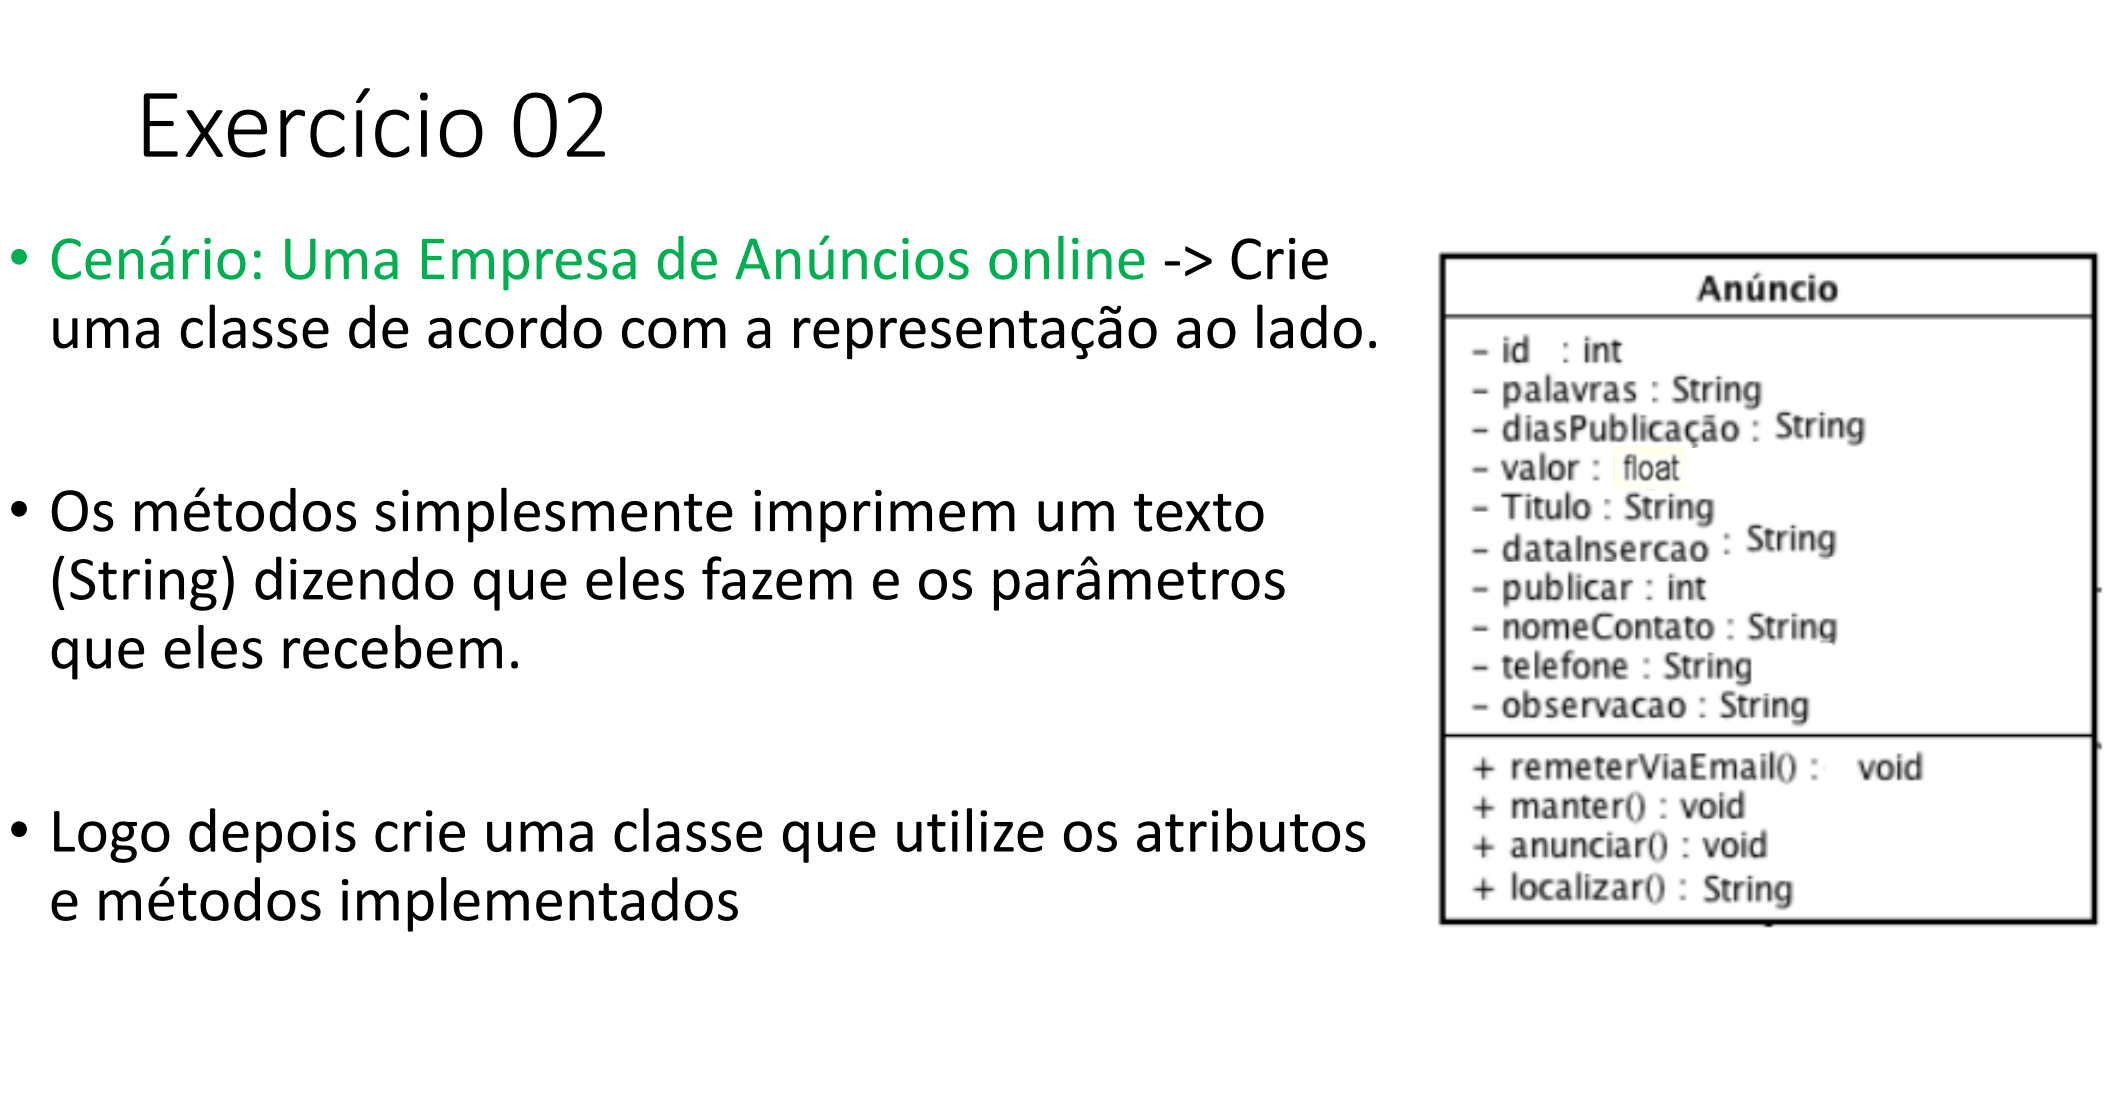 Exercício 02
• Cenário: Uma Empresa de Anúncios online -> Crie
uma classe de acordo com a representação ao lado.
• Os métodos simplesmente imprimem um texto
(String) dizendo que eles fazem e os parâmetros
que eles recebem.
• Logo depois crie uma classe que utilize os atributos
e métodos implementados
Anúncio
– id : int
– palavras : String
– diasPublicação : String
– valor : float
– Titulo : String
– dataInsercao : String
– publicar : int
– nomeContato : String
– telefone : String
– observacao : String
+ remeterViaEmail() : void
+ manter() : void
+ anunciar() : void
+ localizar() : String